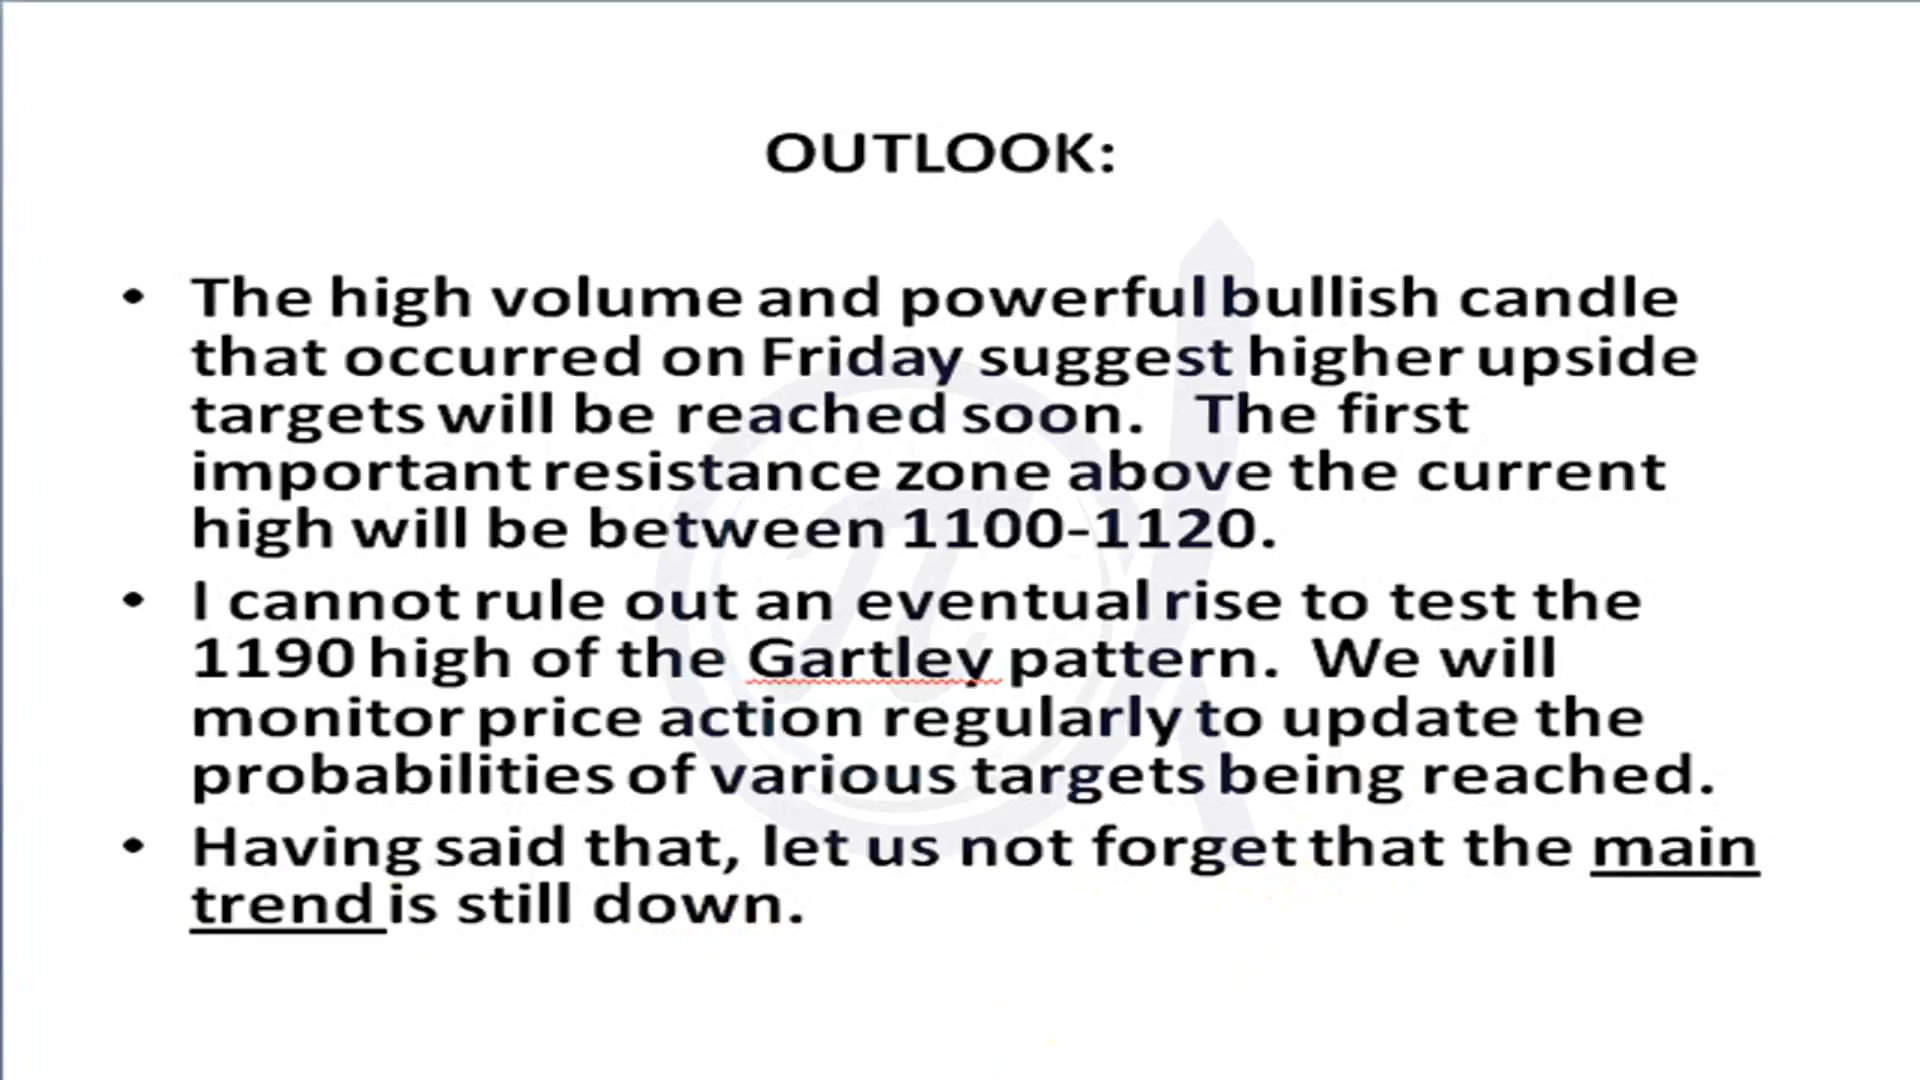 OUTLOOK:
• The high volume and powerful bullish candle
that occurred on Friday suggest higher upside
targets will be reached soon. The first
important resistance zone above the current
high will be between 1100-1120.
• I cannot rule out an eventual rise to test the
1190 high of the Gartley pattern. We will
monitor price action regularly to update the
probabilities of various targets being reached.
• Having said that, let us not forget that the main
trend is still down.